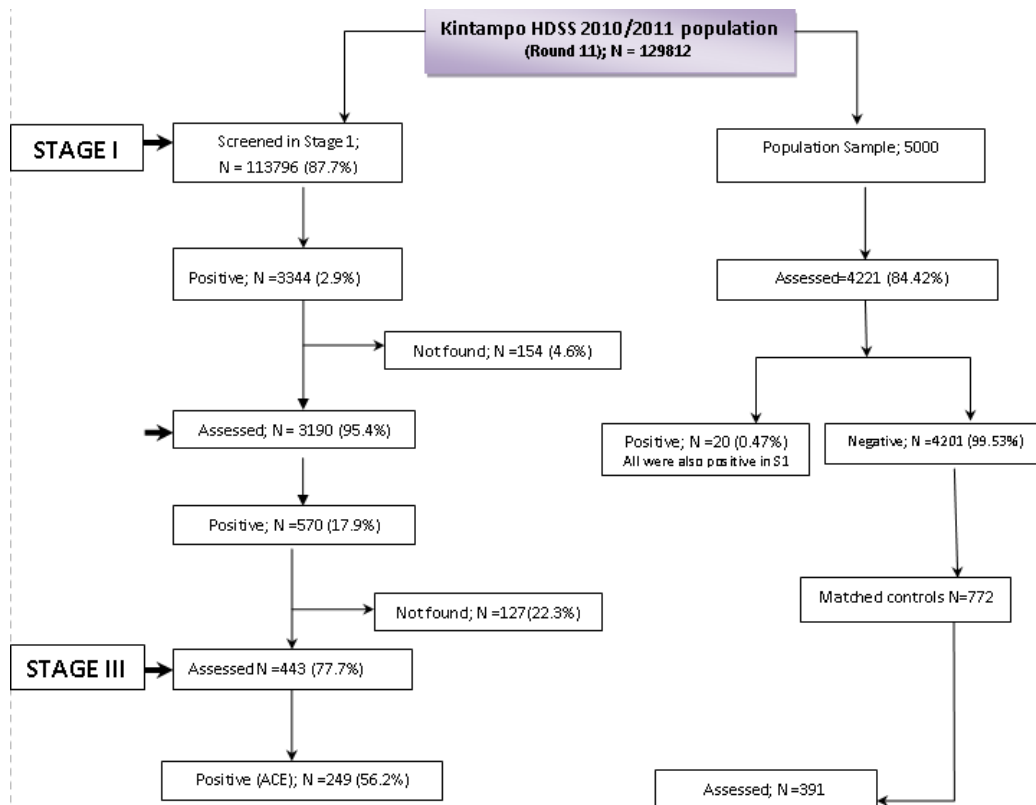 Kintampo HDSS 2010/2011 population
(Round 11); N = 129812
STAGE I
Screened in Stage 1;
N = 113796 (87.7%)
Population Sample; 5000
Positive; N =3344 (2.9%)
Assessed=4221 (84.42%)
Not found; N =154 (4.6%)
Assessed; N = 3190 (95.4%)
Positive; N =20 (0.47%)
All were also positive in S1
Negative; N =4201 (99.53%)
Positive; N =570 (17.9%)
Matched controls N=772
Not found; N =127(22.3%)
STAGE III
Assessed N =443 (77.7%)
Positive (ACE); N =249 (56.2%)
Assessed; N =391